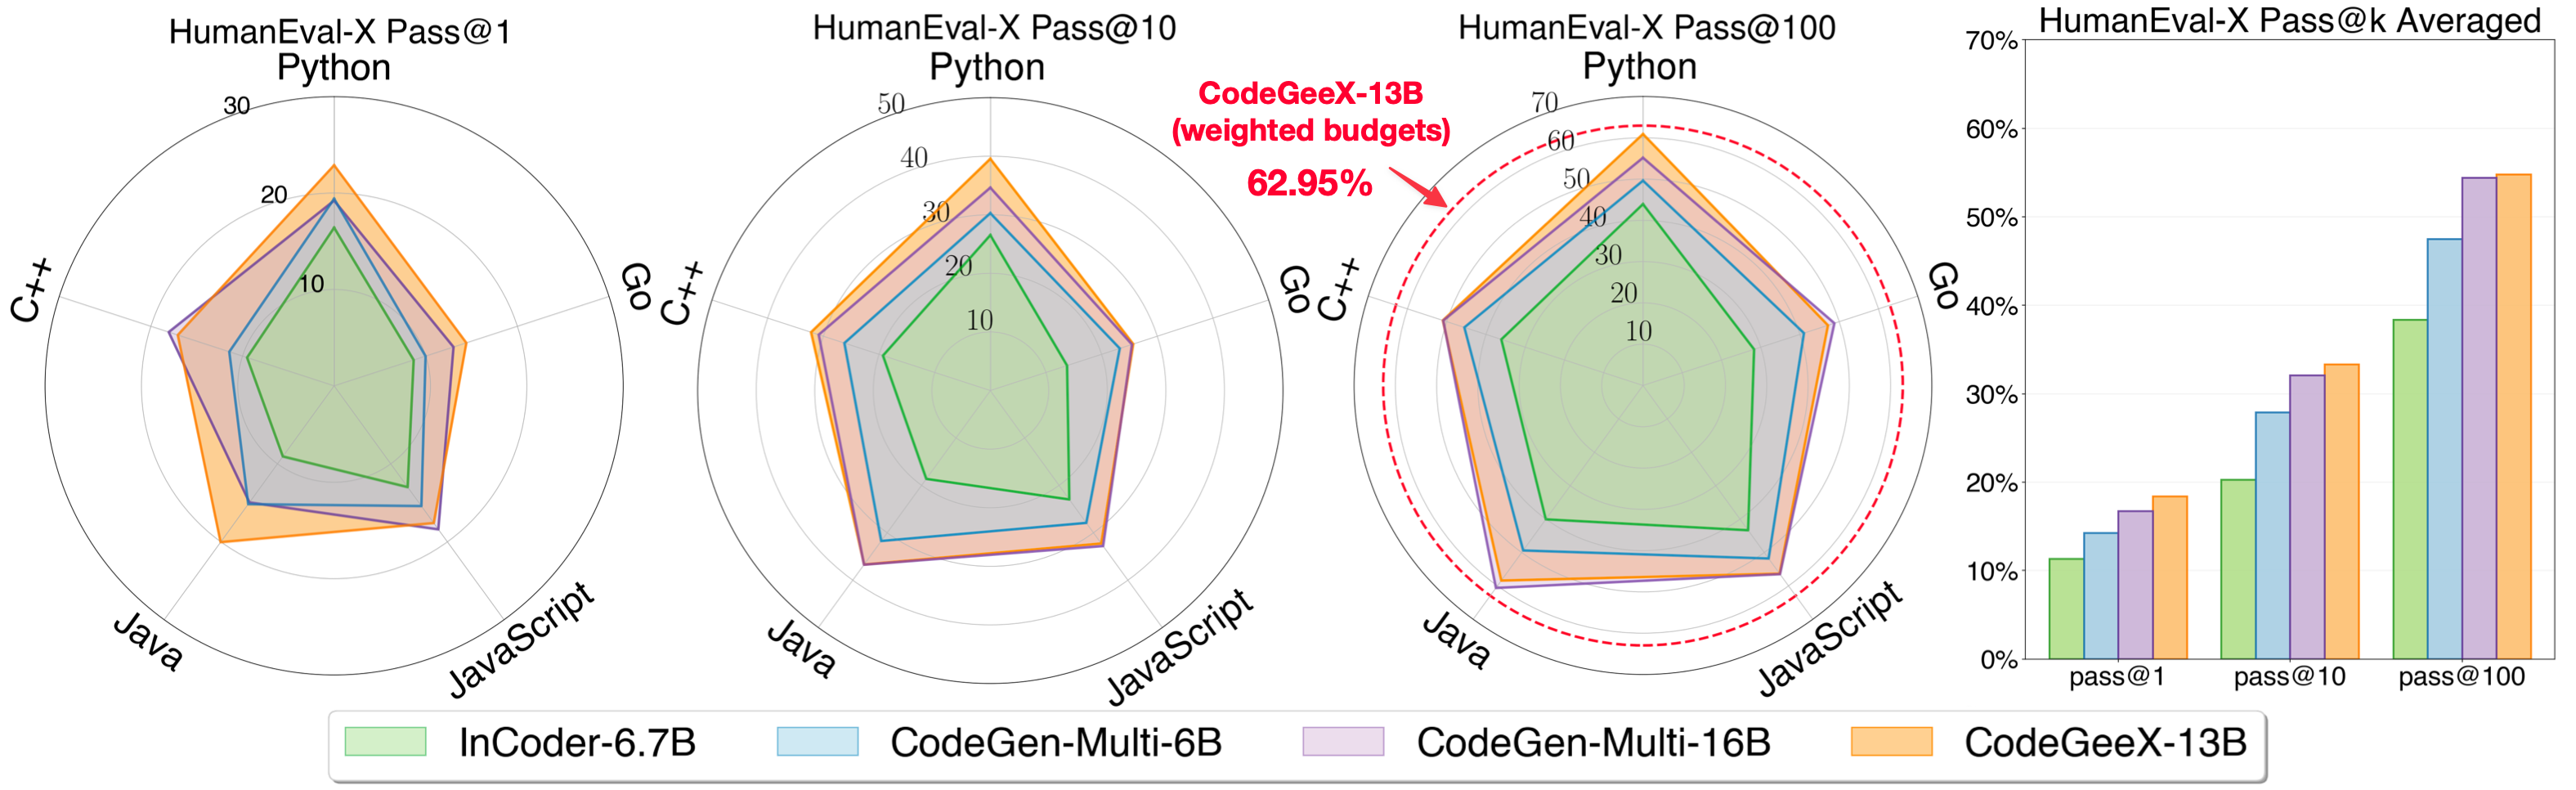 HumanEval-X Pass@1
Python
30
20
10
C++
Go
Java
JavaScript
HumanEval-X Pass@10
Python
50
40
30
20
10
C++
Go
Java
JavaScript
HumanEval-X Pass@100
Python
CodeGeeX-13B
(weighted budgets)
62.95%
70
60
50
40
30
20
10
C++
Go
Java
JavaScript
HumanEval-X Pass@k Averaged
70%
60%
50%
40%
30%
20%
10%
0%
pass@1 pass@10 pass@100
InCoder-6.7B CodeGen-Multi-6B CodeGen-Multi-16B CodeGeeX-13B